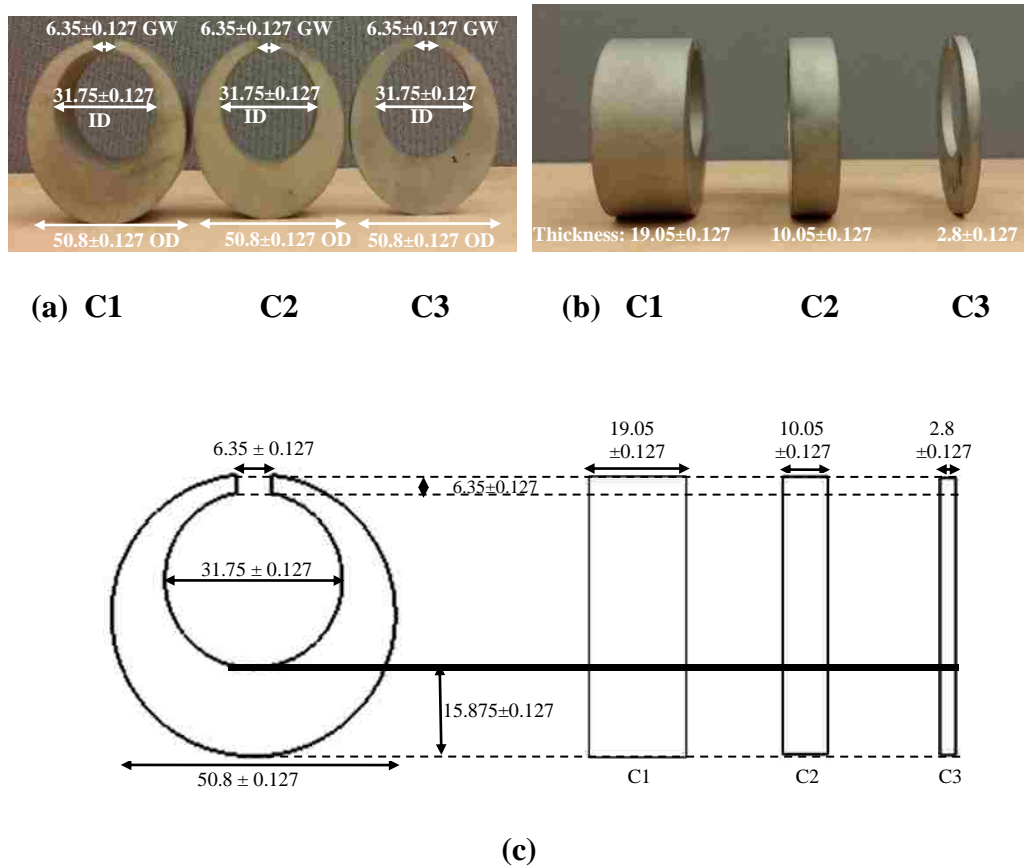 6.35±0.127 GW 6.35±0.127 GW 6.35±0.127 GW
31.75±0.127 31.75±0.127 31.75±0.127
ID ID ID
50.8±0.127 OD 50.8±0.127 OD 50.8±0.127 OD
Thickness: 19.05±0.127 10.05±0.127 2.8±0.127
(a) C1 C2 C3
(b) C1 C2 C3
6.35 ± 0.127
19.05
±0.127
10.05
±0.127
2.8
±0.127
6.35±0.127
31.75 ± 0.127
15.875±0.127
50.8 ± 0.127
C1 C2 C3
(c)